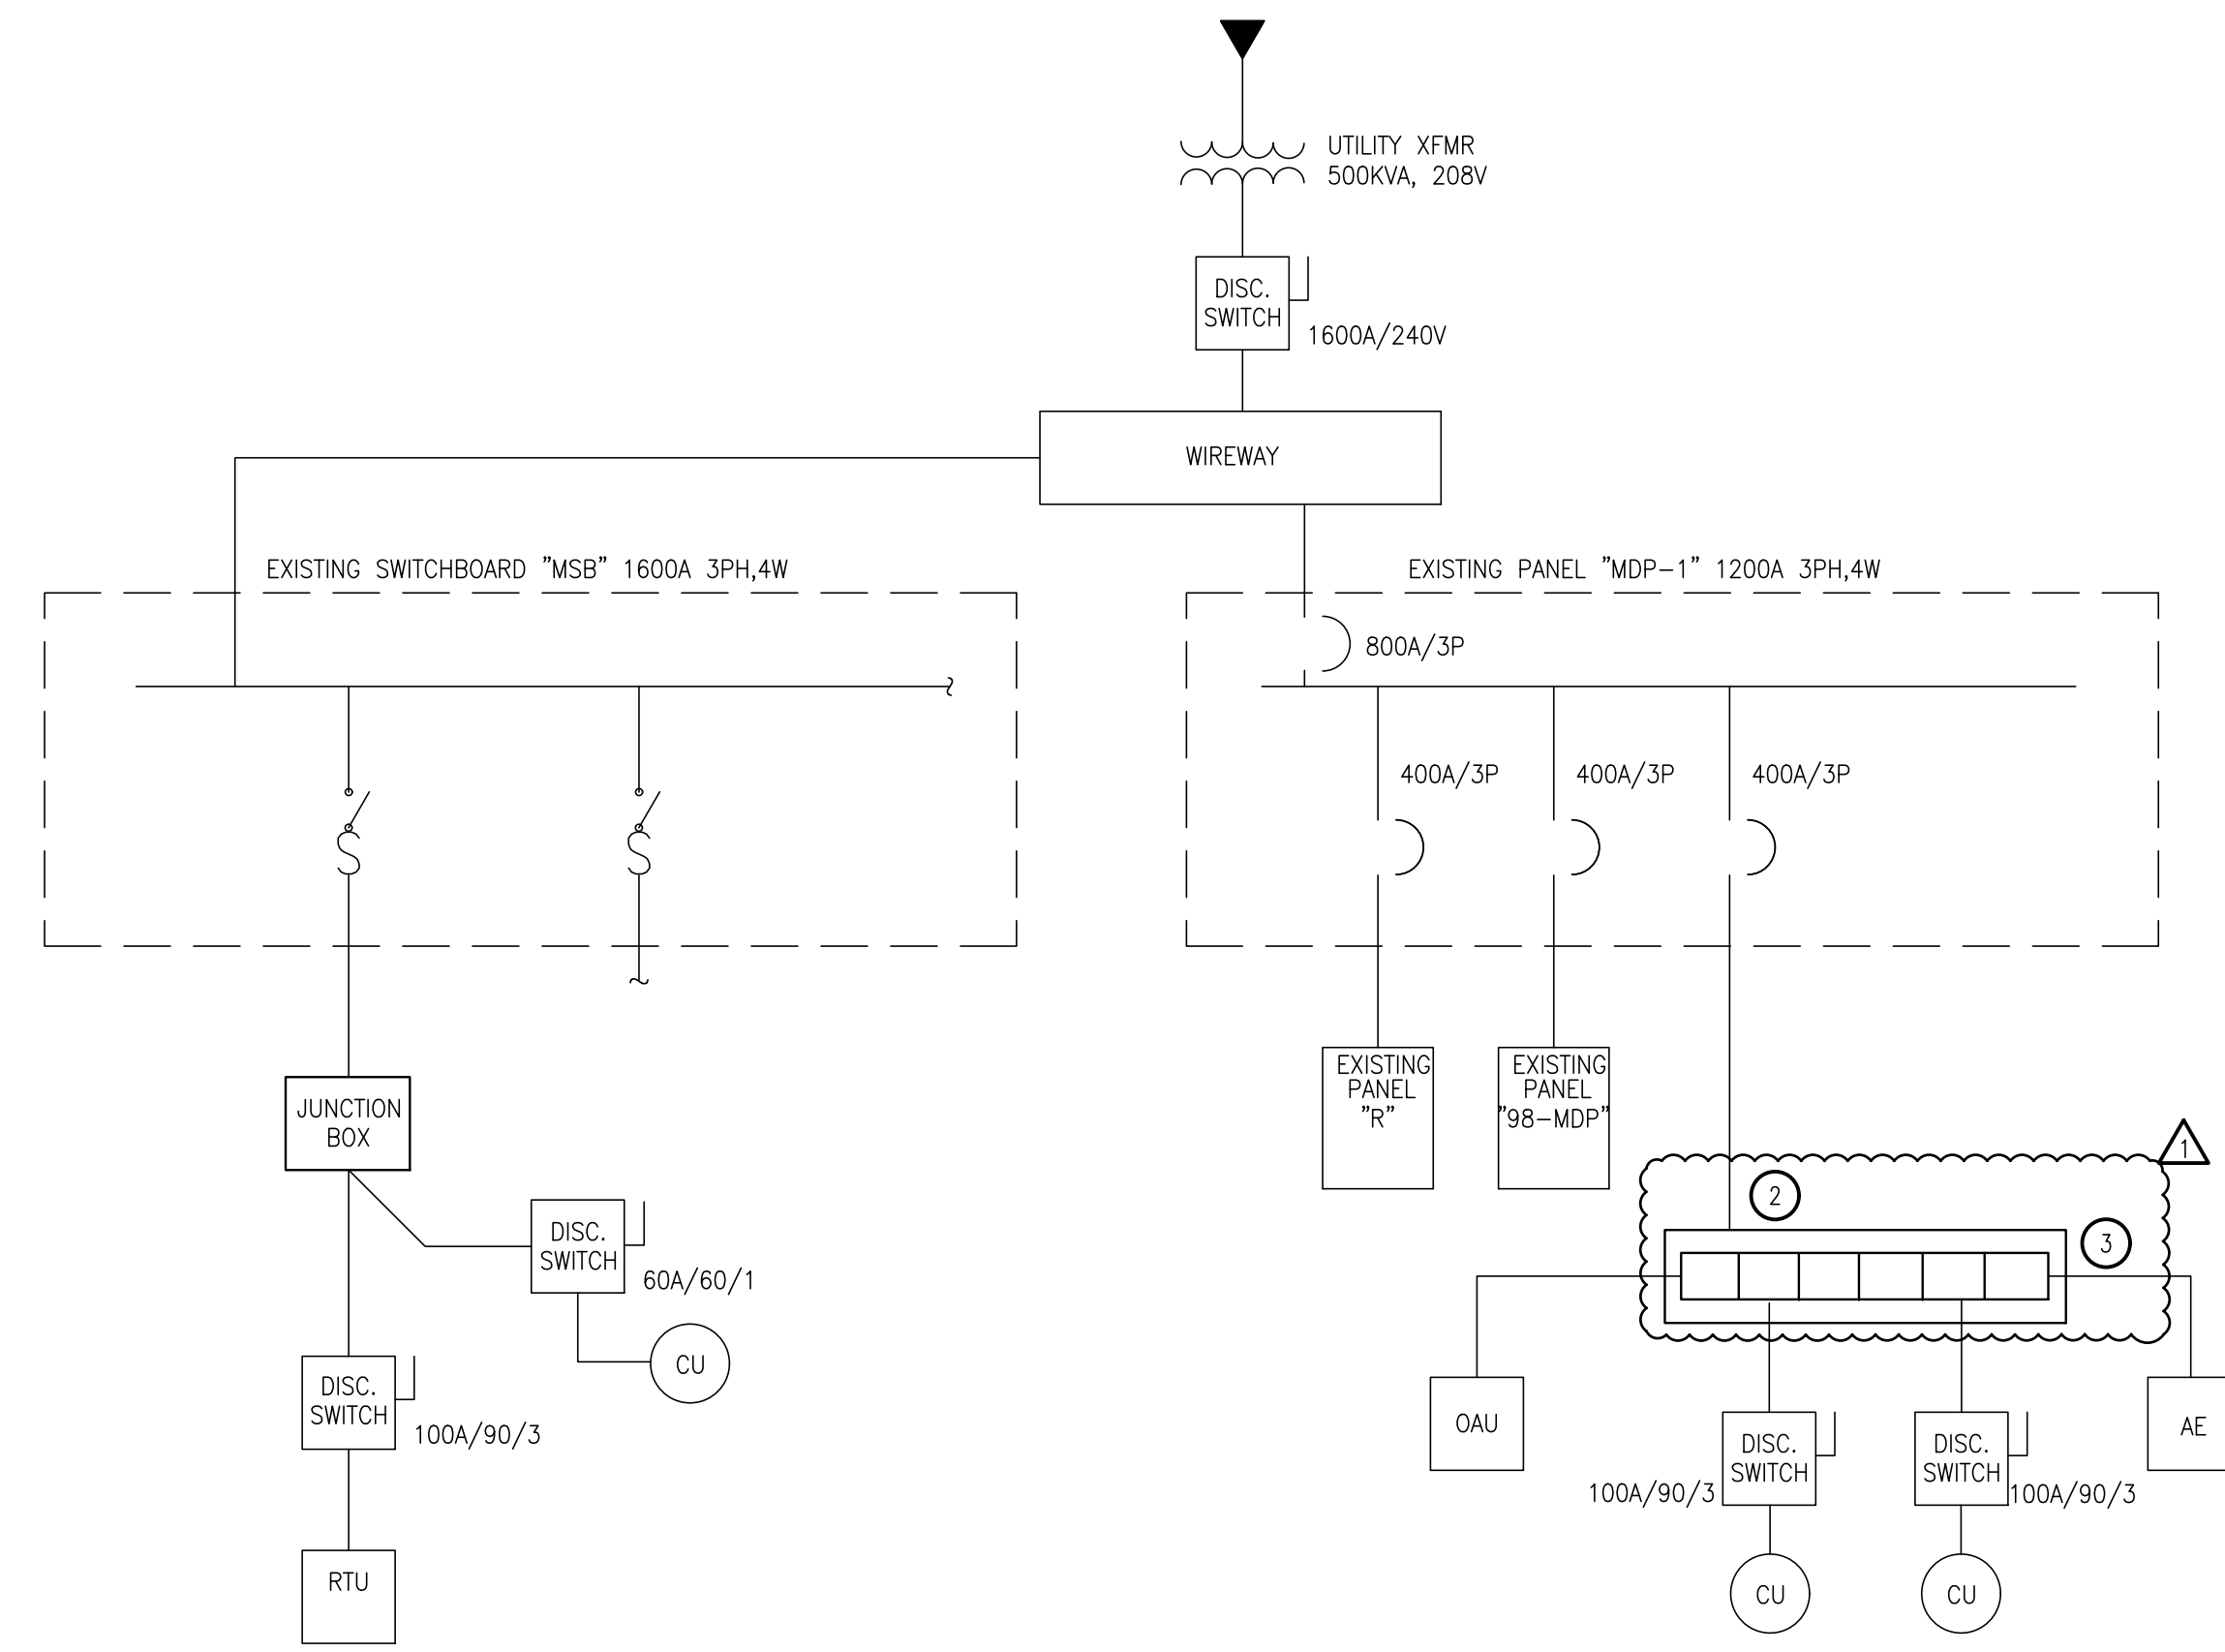 UTILITY XFMR
500KVA, 208V
DISC.
SWITCH
1600A/240V
WIREWAY
EXISTING SWITCHBOARD "MSB" 1600A 3PH,4W
EXISTING PANEL "MDP-1" 1200A 3PH,4W
800A/3P
400A/3P
400A/3P
400A/3P
EXISTING
PANEL
"R"
EXISTING
PANEL
"98-MDP"
JUNCTION
BOX
1
2
3
DISC.
SWITCH
60A/60/1
CU
DISC.
SWITCH
100A/90/3
RTU
OAU
AE
DISC.
SWITCH
100A/90/3
DISC.
SWITCH
100A/90/3
CU
CU